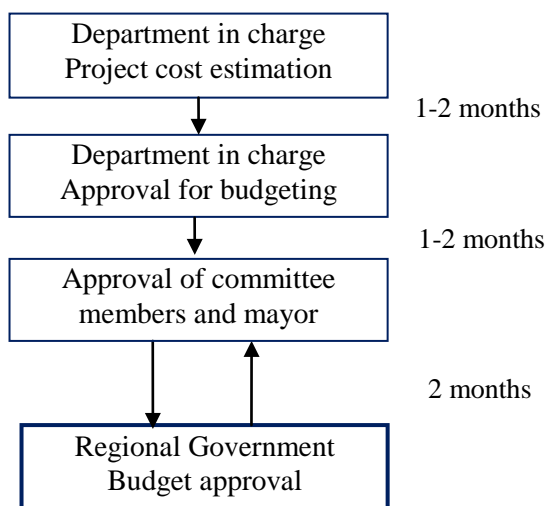 Department in charge
Project cost estimation
1-2 months
Department in charge
Approval for budgeting
1-2 months
Approval of committee
members and mayor
2 months
Regional Government
Budget approval